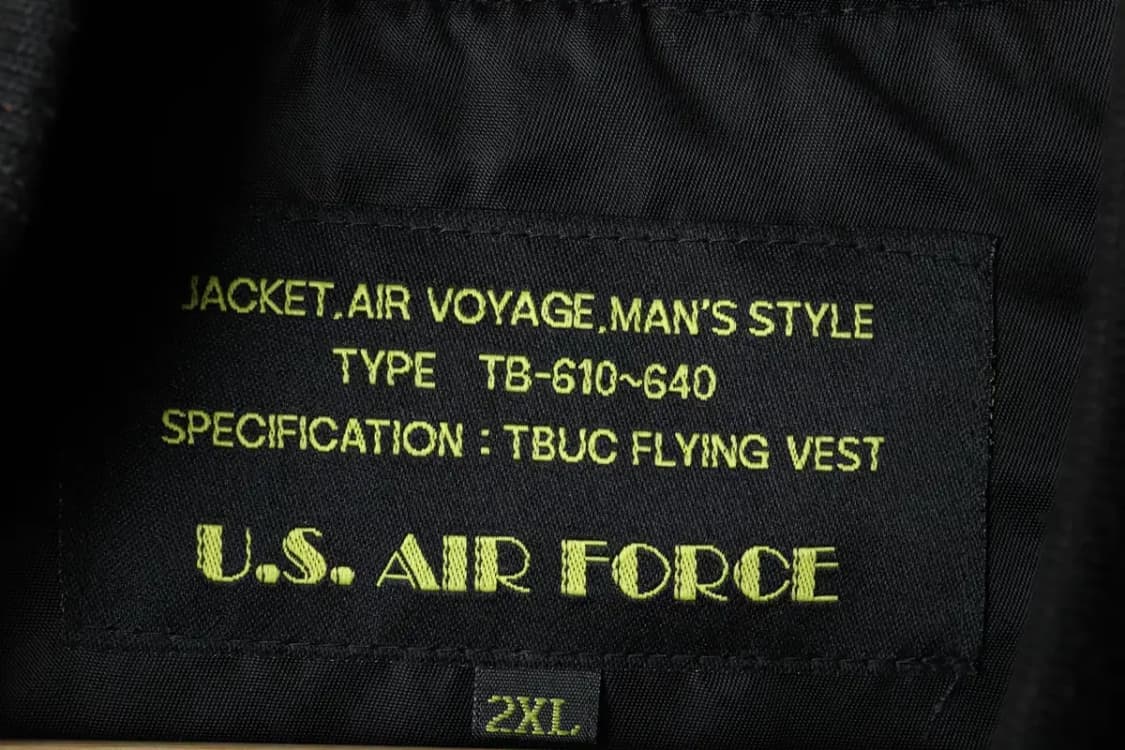 JACKET.AIR VOYAGE.MAN'S STYLE
TYPE TB-610~640
SPECIFICATION : TBUC FLYING VEST
U.S. AIR FORCE
2XL